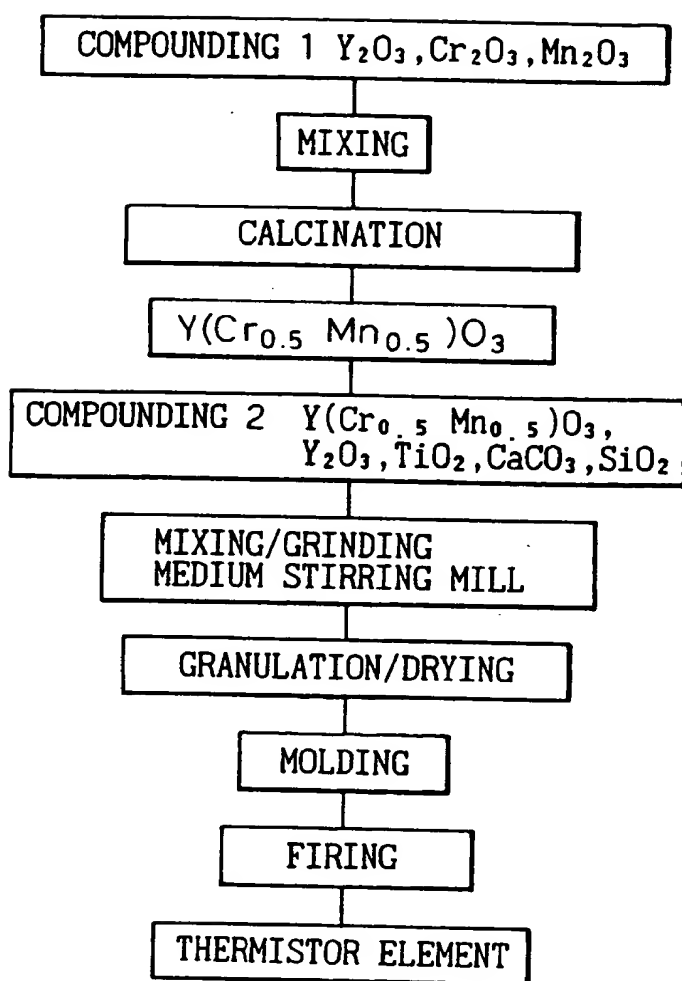 COMPOUNDING 1 Y₂O₃,Cr₂O₃,Mn₂O₃
MIXING
CALCINATION
Y(Cr₀.₅ Mn₀.₅)O₃
COMPOUNDING 2 Y(Cr₀.₅ Mn₀.₅)O₃,
Y₂O₃,TiO₂,CaCO₃,SiO₂,
MIXING/GRINDING
MEDIUM STIRRING MILL
GRANULATION/DRYING
MOLDING
FIRING
THERMISTOR ELEMENT